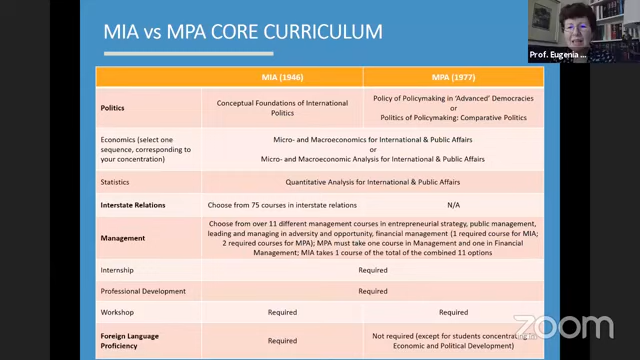 MIA vs MPA CORE CURRICULUM
Prof. Eugenia ...
MIA (1946)
MPA (1977)
Politics
Conceptual Foundations of International
Politics
Policy of Policymaking in 'Advanced' Democracies
or
Politics of Policymaking: Comparative Politics
Economics (select one
sequence, corresponding to
your concentration)
Micro- and Macroeconomics for International & Public Affairs
or
Micro- and Macroeconomic Analysis for International & Public Affairs
Statistics
Quantitative Analysis for International & Public Affairs
Interstate Relations
Choose from 75 courses in interstate relations
N/A
Management
Choose from over 11 different management courses in entrepreneurial strategy, public management,
leading and managing in adversity and opportunity, financial management (1 required course for MIA;
2 required courses for MPA); MPA must take one course in Management and one in Financial
Management; MIA takes 1 course of the total of the combined 11 options
Internship
Required
Professional Development
Required
Workshop
Required
Required
Foreign Language
Proficiency
Required
Not required (except for students concentrating in
Economic and Political Development)
zoom